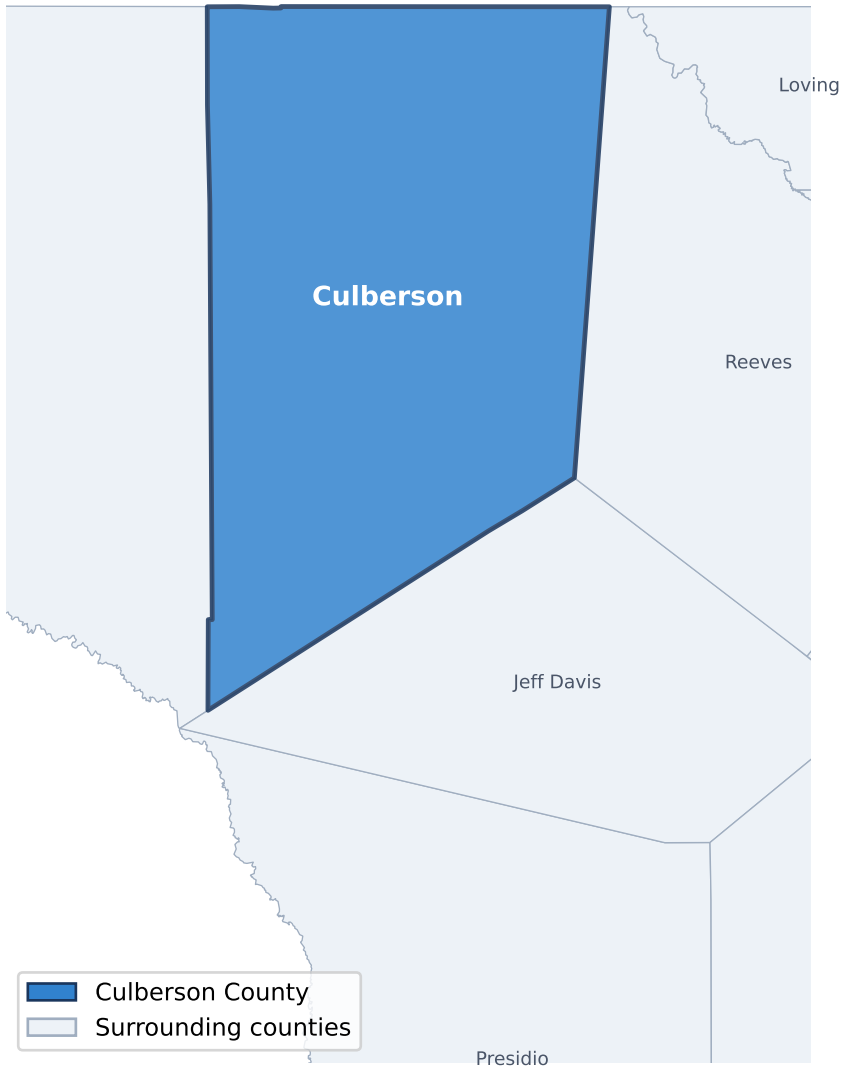 Loving
Culberson
Reeves
Jeff Davis
Culberson County
Surrounding counties
Presidio